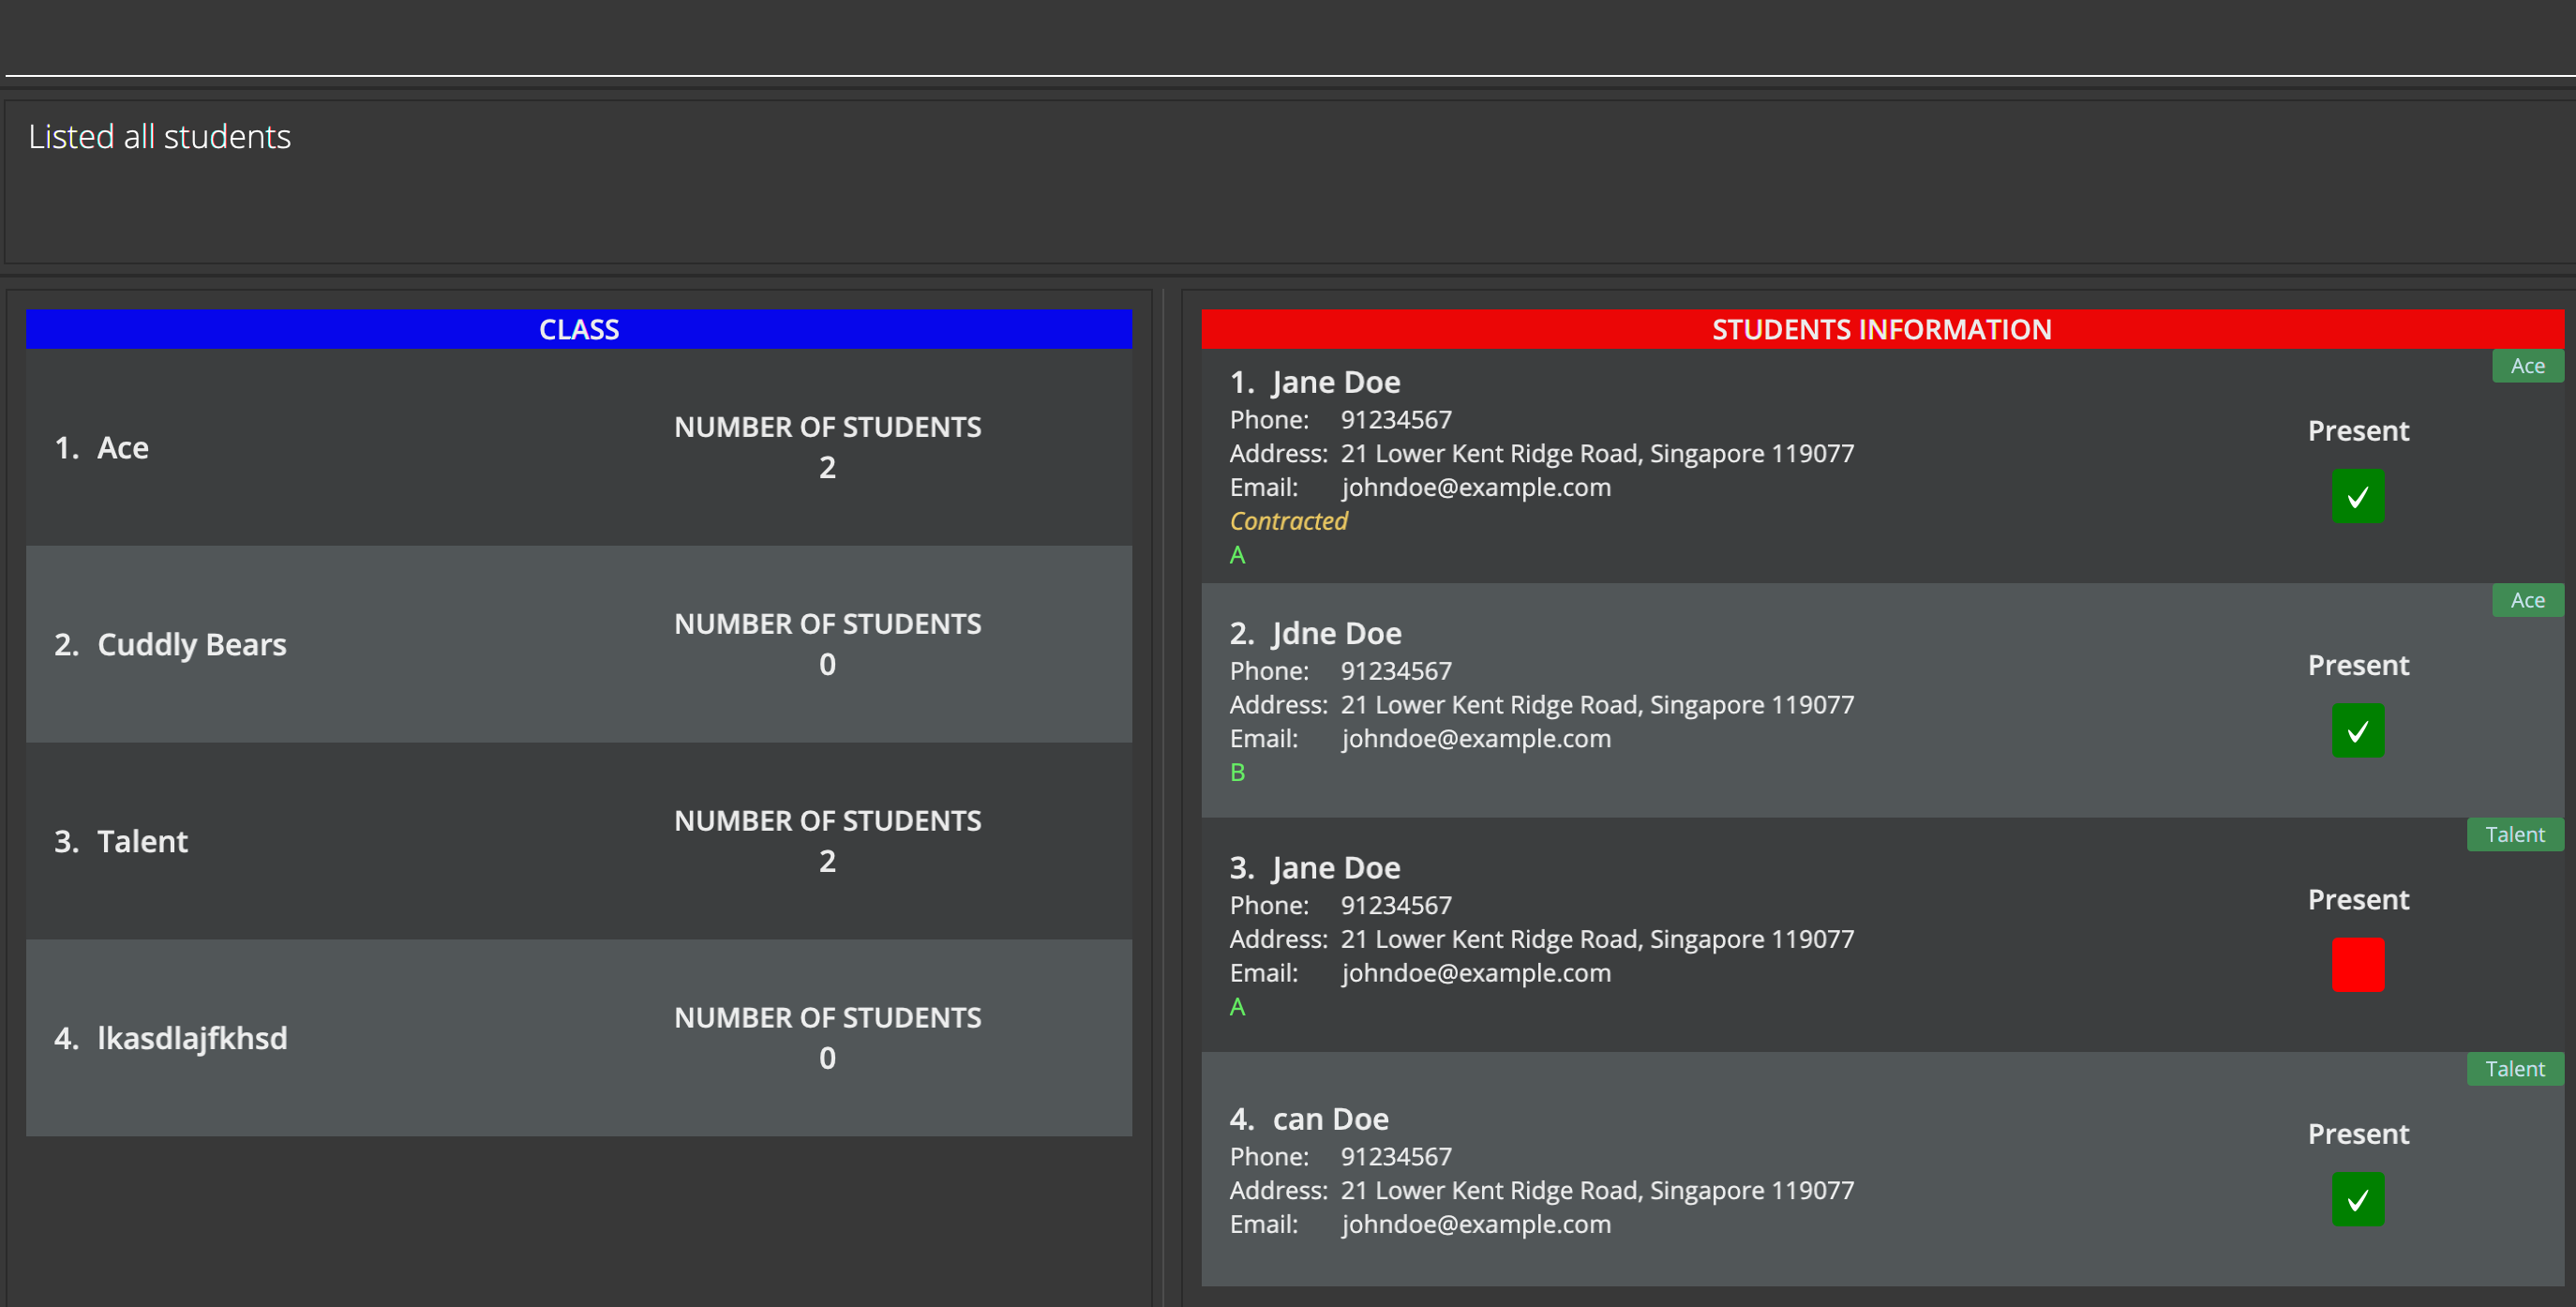 Listed all students
CLASS
1. Ace
NUMBER OF STUDENTS
2
2. Cuddly Bears
NUMBER OF STUDENTS
0
3. Talent
NUMBER OF STUDENTS
2
4. lkasdlajfkhsd
NUMBER OF STUDENTS
0
STUDENTS INFORMATION
Ace
1. Jane Doe
Phone: 91234567
Address: 21 Lower Kent Ridge Road, Singapore 119077
Email: johndoe@example.com
Contracted
A
Present
✓
Ace
2. Jdne Doe
Phone: 91234567
Address: 21 Lower Kent Ridge Road, Singapore 119077
Email: johndoe@example.com
B
Present
✓
Talent
3. Jane Doe
Phone: 91234567
Address: 21 Lower Kent Ridge Road, Singapore 119077
Email: johndoe@example.com
A
Present
Talent
4. can Doe
Phone: 91234567
Address: 21 Lower Kent Ridge Road, Singapore 119077
Email: johndoe@example.com
Present
✓